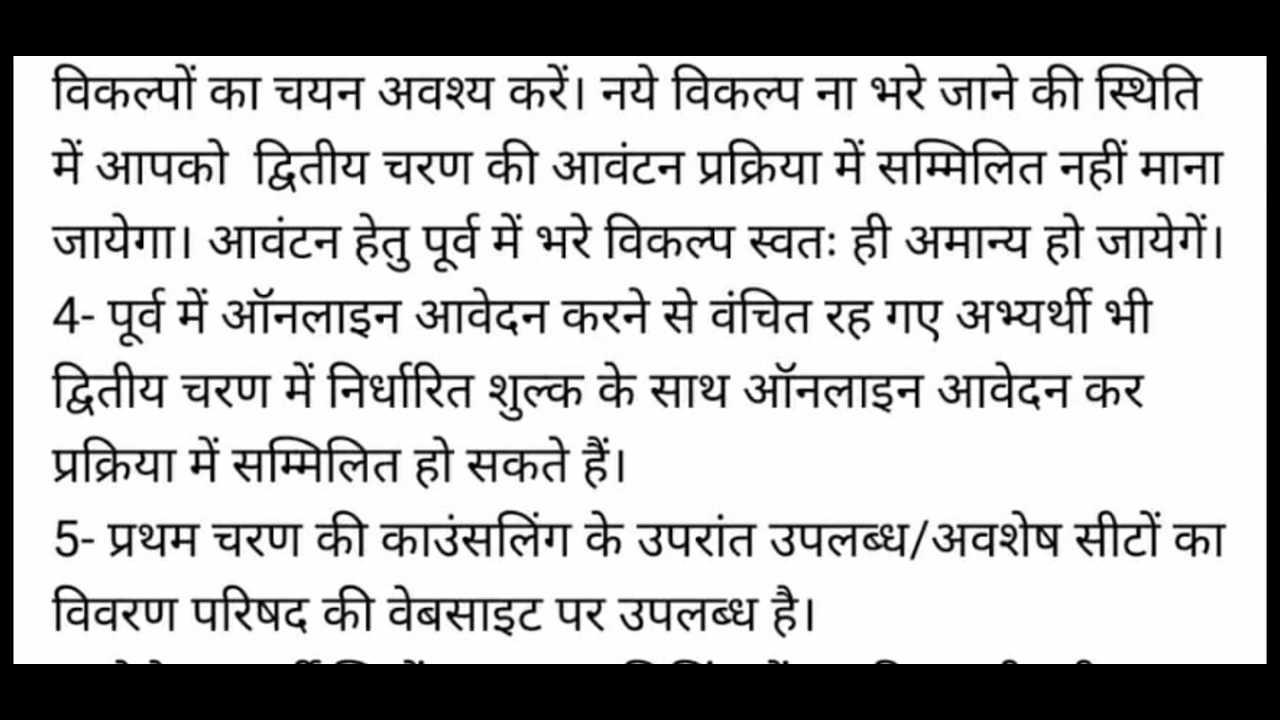 विकल्पों का चयन अवश्य करें। नये विकल्प ना भरे जाने की स्थिति
में आपको  द्वितीय चरण की आवंटन प्रक्रिया में सम्मिलित नहीं माना
जायेगा। आवंटन हेतु पूर्व में भरे विकल्प स्वतः ही अमान्य हो जायेगें।
4- पूर्व में ऑनलाइन आवेदन करने से वंचित रह गए अभ्यर्थी भी
द्वितीय चरण में निर्धारित शुल्क के साथ ऑनलाइन आवेदन कर
प्रक्रिया में सम्मिलित हो सकते हैं।
5- प्रथम चरण की काउंसलिंग के उपरांत उपलब्ध/अवशेष सीटों का
विवरण परिषद की वेबसाइट पर उपलब्ध है।